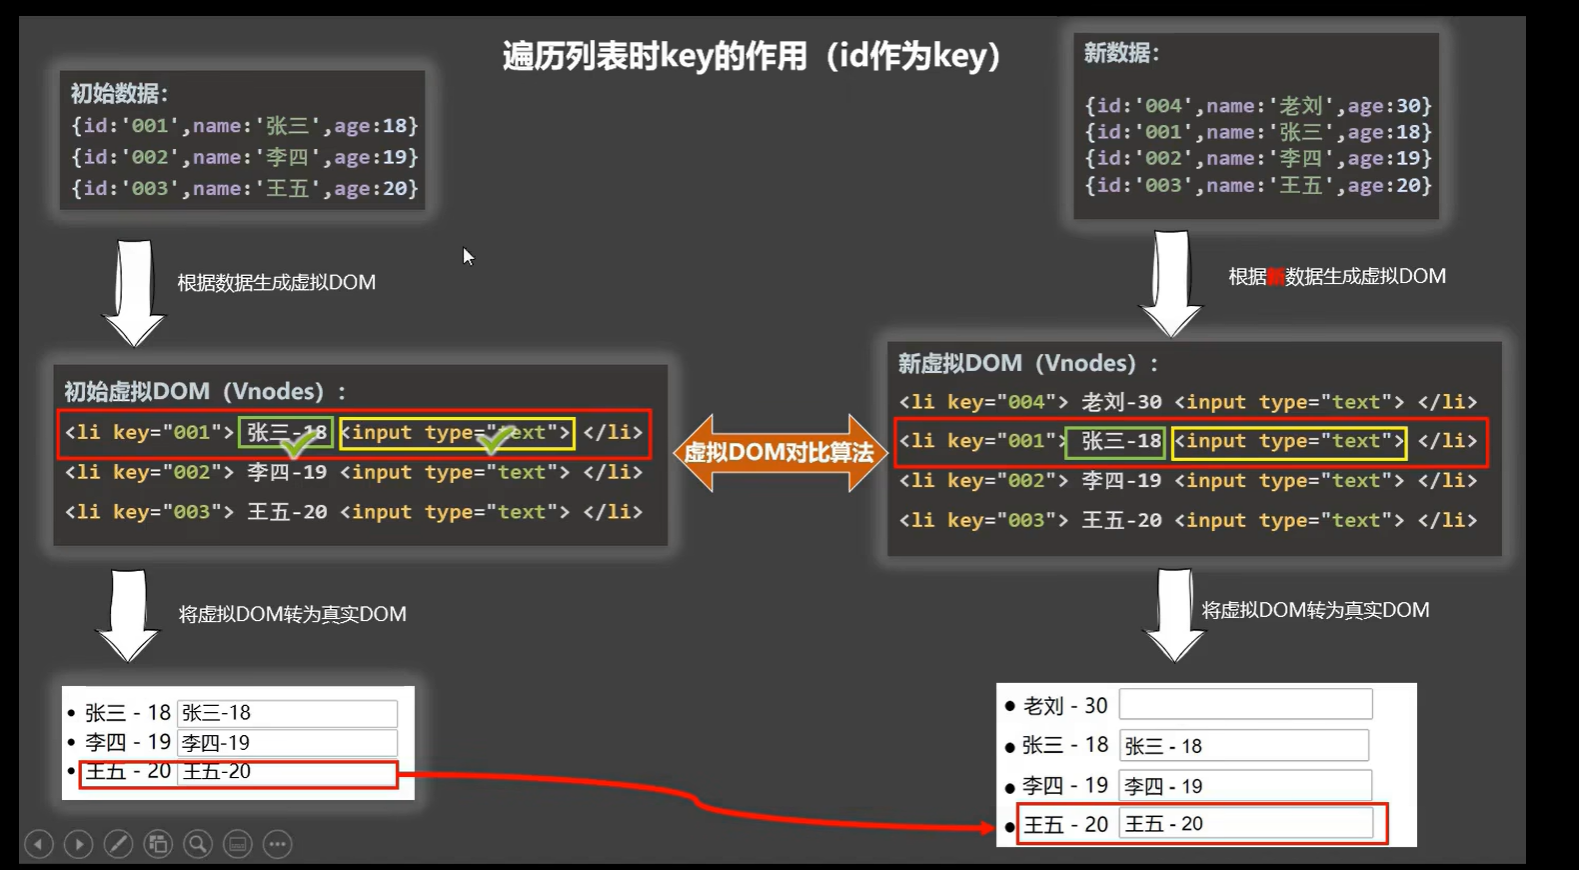 遍历列表时key的作用（id作为key）
初始数据：
{id:'001',name:'张三',age:18}
{id:'002',name:'李四',age:19}
{id:'003',name:'王五',age:20}
新数据：
{id:'004',name:'老刘',age:30}
{id:'001',name:'张三',age:18}
{id:'002',name:'李四',age:19}
{id:'003',name:'王五',age:20}
根据数据生成虚拟DOM
根据新数据生成虚拟DOM
初始虚拟DOM（Vnodes）：
<li key="001"> 张三-18 <input type="text"> </li>
<li key="002"> 李四-19 <input type="text"> </li>
<li key="003"> 王五-20 <input type="text"> </li>
虚拟DOM对比算法
新虚拟DOM（Vnodes）：
<li key="004"> 老刘-30 <input type="text"> </li>
<li key="001"> 张三-18 <input type="text"> </li>
<li key="002"> 李四-19 <input type="text"> </li>
<li key="003"> 王五-20 <input type="text"> </li>
将虚拟DOM转为真实DOM
将虚拟DOM转为真实DOM
• 张三 - 18 张三-18
• 李四 - 19 李四-19
• 王五 - 20 王五-20
• 老刘 - 30
• 张三 - 18 张三 - 18
• 李四 - 19 李四 - 19
• 王五 - 20 王五 - 20